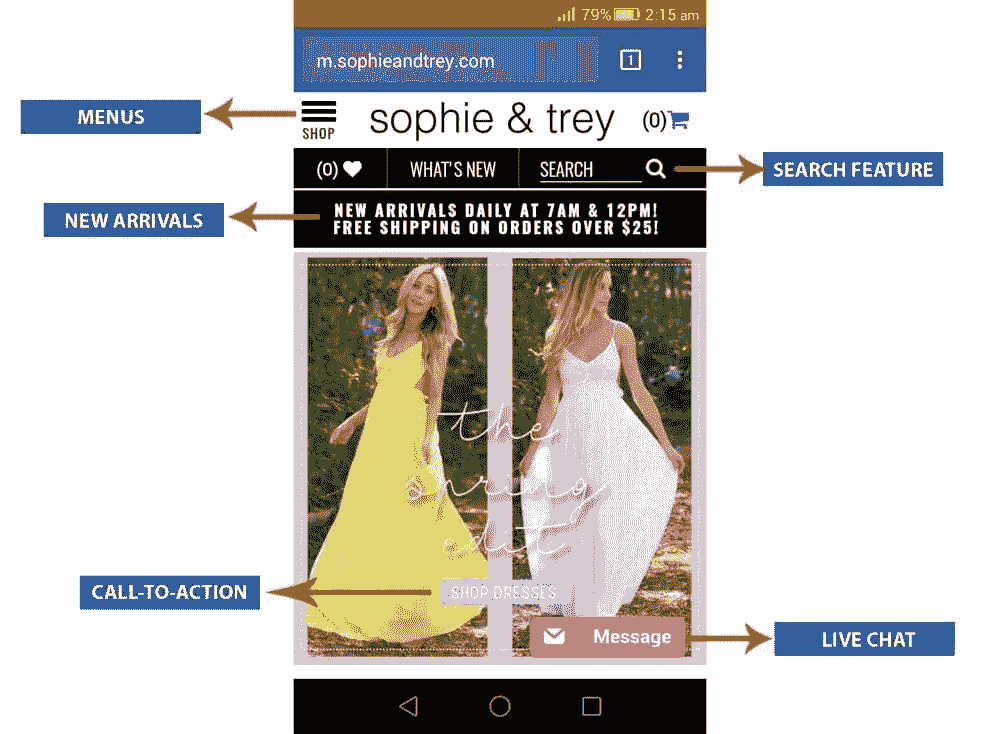 79% 2:15 am
m.sophieandtrey.com 1
MENUS
SHOP
sophie & trey
(0)
(0)
WHAT'S NEW
SEARCH
SEARCH FEATURE
NEW ARRIVALS
NEW ARRIVALS DAILY AT 7AM & 12PM!
FREE SHIPPING ON ORDERS OVER $25!
the
spring
edit
CALL-TO-ACTION
SHOP DRESSES
Message
LIVE CHAT